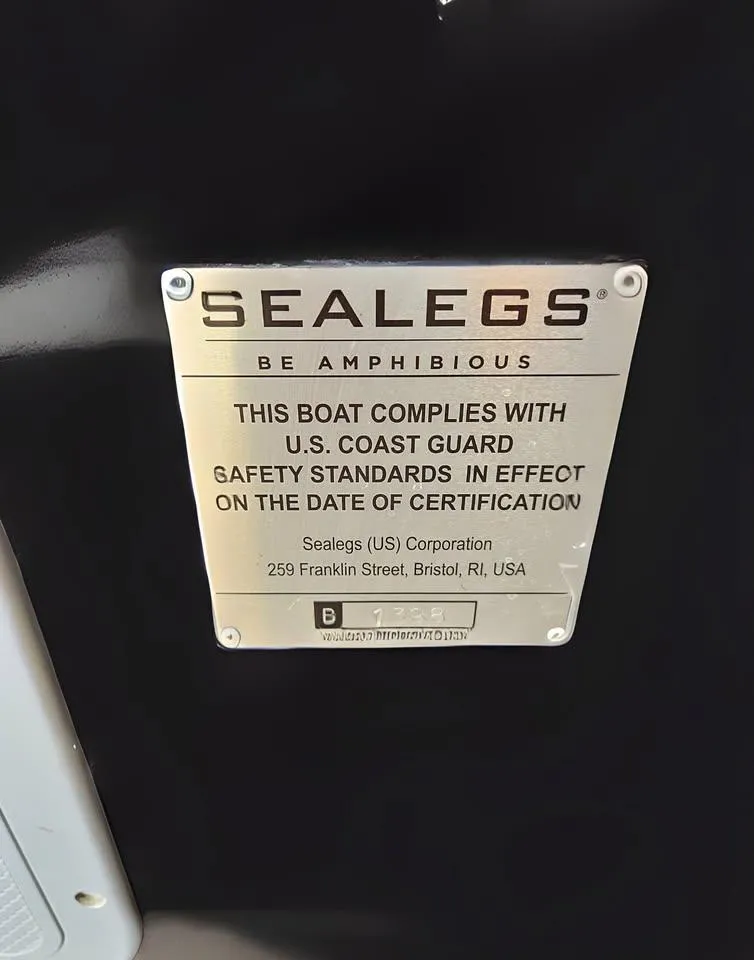 SEALEGS®
BE AMPHIBIOUS
THIS BOAT COMPLIES WITH
U.S. COAST GUARD
SAFETY STANDARDS IN EFFECT
ON THE DATE OF CERTIFICATION
Sealegs (US) Corporation
259 Franklin Street, Bristol, RI, USA
B